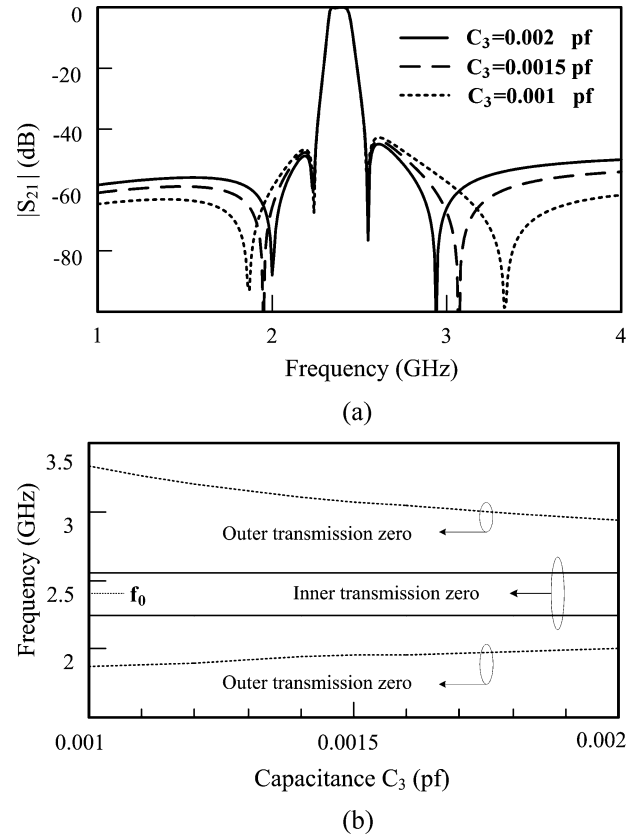 0
-20
-40
-60
-80
|S21| (dB)
C3=0.002 pf
C3=0.0015 pf
C3=0.001 pf
1
2
3
4
Frequency (GHz)
(a)
3.5
3
2.5
2
Frequency (GHz)
Outer transmission zero
f0
Inner transmission zero
Outer transmission zero
0.001
0.0015
0.002
Capacitance C3 (pf)
(b)